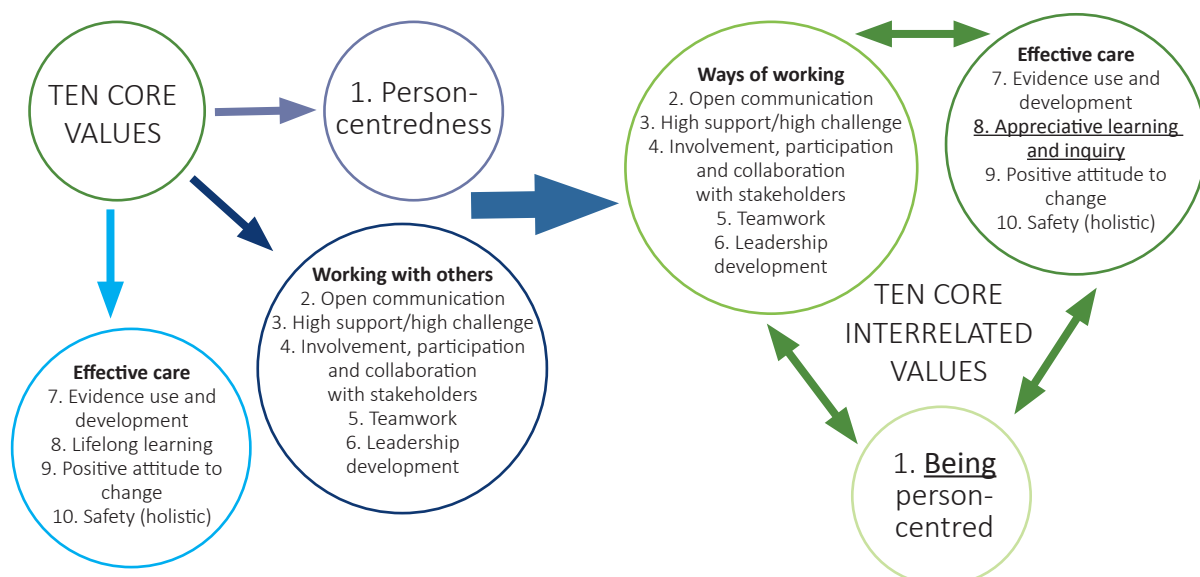 TEN CORE
VALUES
1. Person-
centredness
Working with others
2. Open communication
3. High support/high challenge
4. Involvement, participation
and collaboration
with stakeholders
5. Teamwork
6. Leadership
development
Effective care
7. Evidence use and
development
8. Lifelong learning
9. Positive attitude to
change
10. Safety (holistic)
Ways of working
2. Open communication
3. High support/high challenge
4. Involvement, participation
and collaboration
with stakeholders
5. Teamwork
6. Leadership
development
Effective care
7. Evidence use and
development
8. Appreciative learning
and inquiry
9. Positive attitude to
change
10. Safety (holistic)
TEN CORE
INTERRELATED
VALUES
1. Being
person-
centred